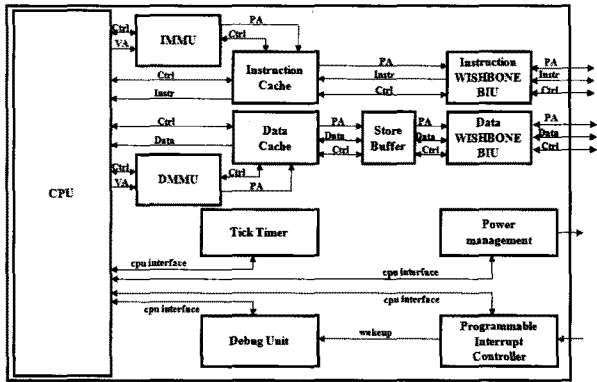 PA
Ctrl
IMMU
Ctrl
VA
PA
PA
Ctrl
Instruction
Cache
Instr
Instruction
WISHBONE
BIU
Instr
Instr
Ctrl
Ctrl
PA
PA
PA
Ctrl
Data
Cache
Data
Store
Buffer
Data
Data
WISHBONE
BIU
Data
Data
Ctrl
Ctrl
Ctrl
Ctrl
DMMU
Ctrl
VA
PA
CPU
Tick Timer
Power
management
cpu interface
cpu interface
cpu interface
cpu interface
Debug Unit
wakeup
Programmable
Interrupt
Controller